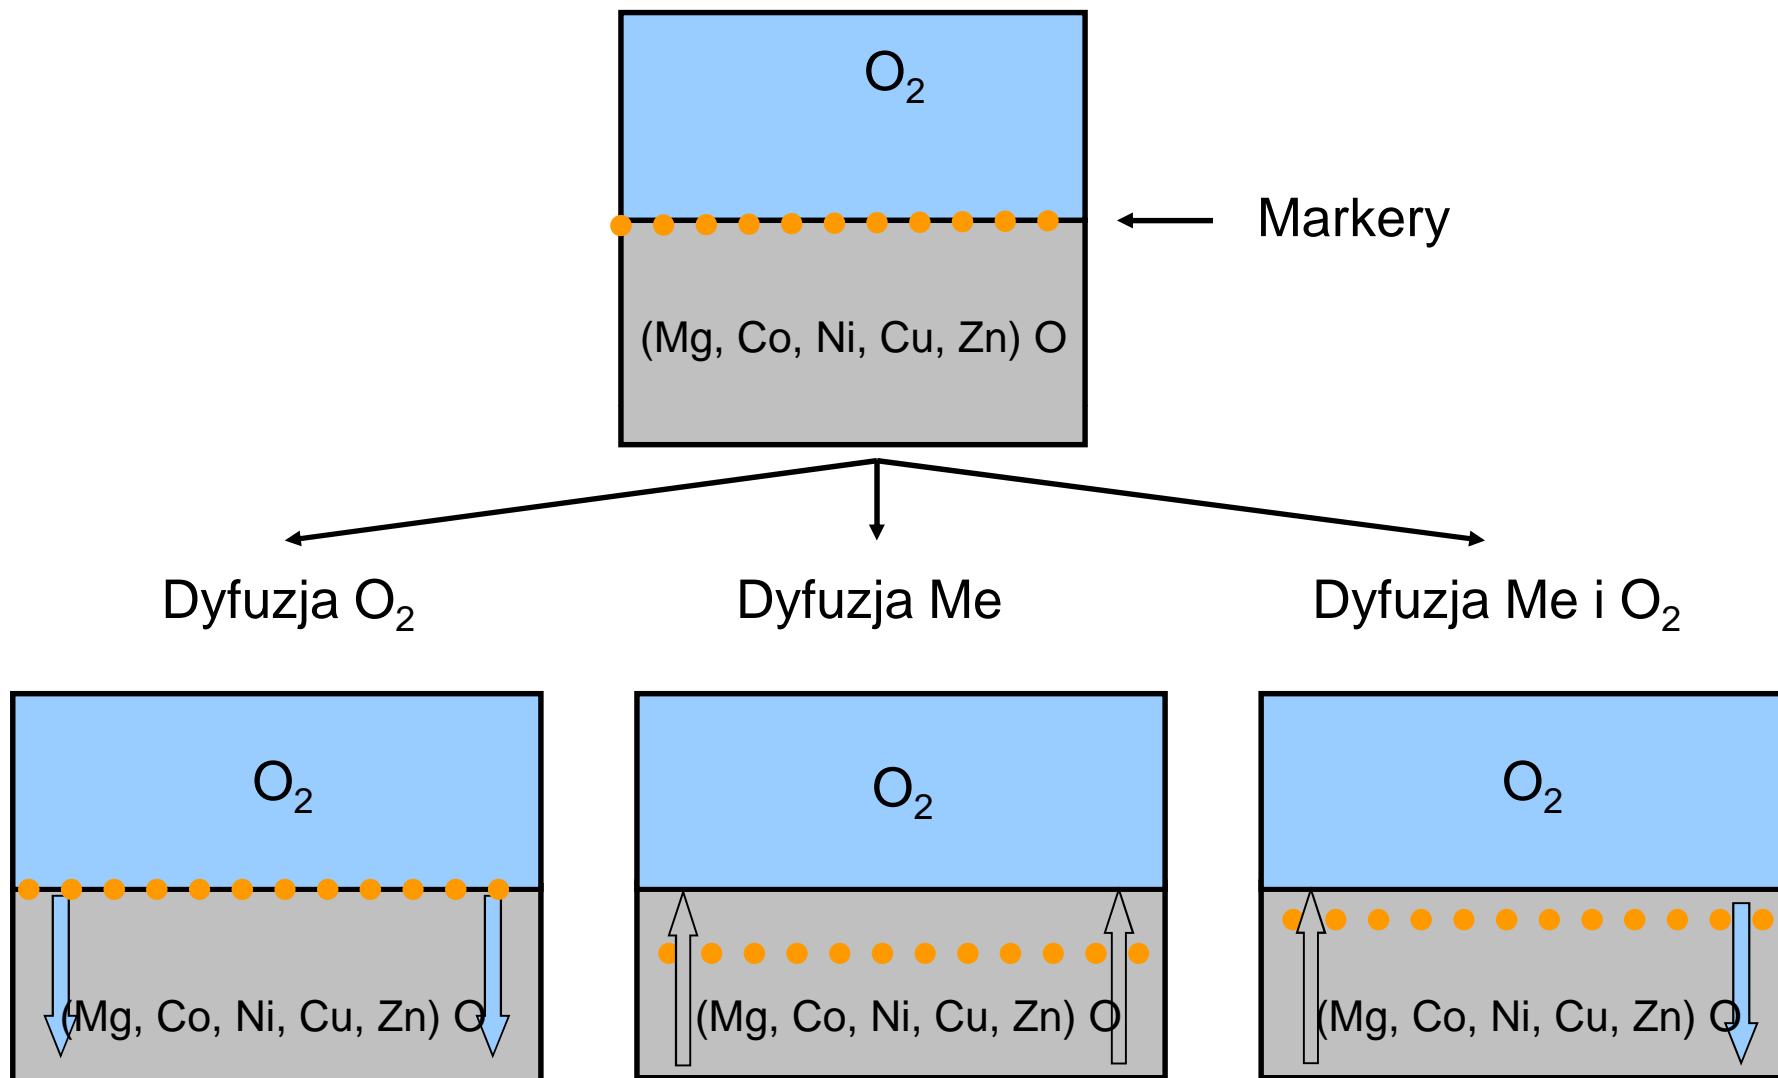 O₂
Markery
(Mg, Co, Ni, Cu, Zn) O
Dyfuzja O₂
Dyfuzja Me
Dyfuzja Me i O₂
O₂
O₂
O₂
(Mg, Co, Ni, Cu, Zn) O
(Mg, Co, Ni, Cu, Zn) O
(Mg, Co, Ni, Cu, Zn) O